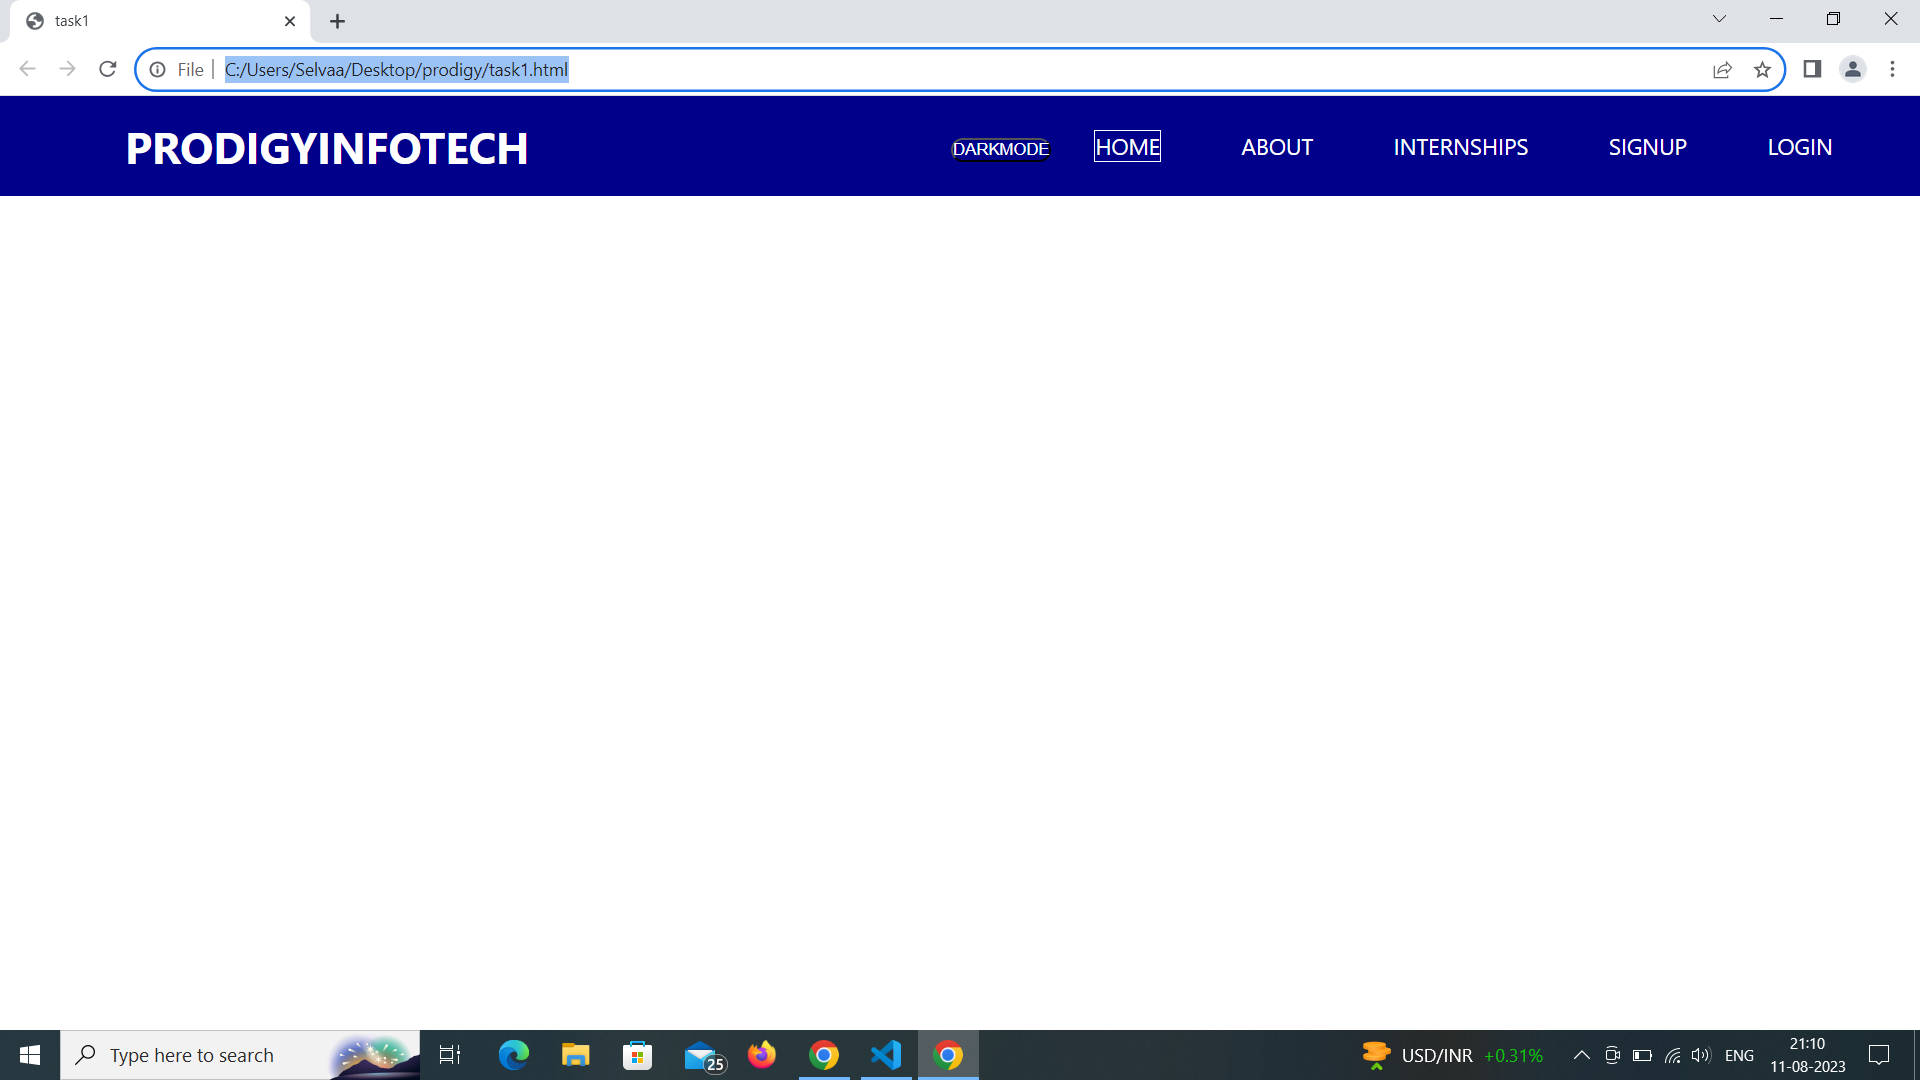 task1
File
C:/Users/Selvaa/Desktop/prodigy/task1.html
PRODIGYINFOTECH
DARKMODE
HOME
ABOUT
INTERNSHIPS
SIGNUP
LOGIN
Type here to search
25
USD/INR +0.31%
ENG
21:10
11-08-2023